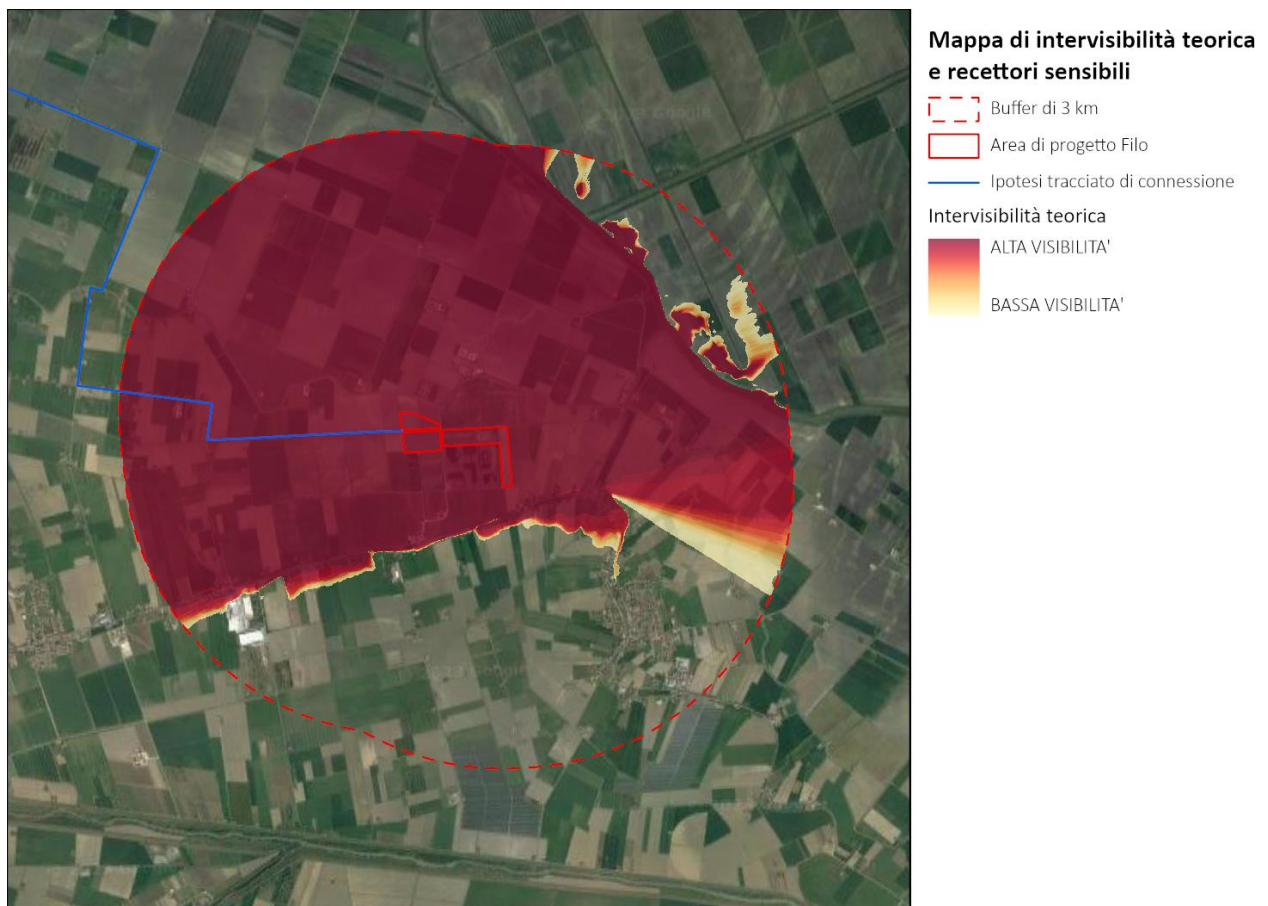 Mappa di intervisibilità teorica
e recettori sensibili
Buffer di 3 km
Area di progetto Filo
Ipotesi tracciato di connessione
Intervisibilità teorica
ALTA VISIBILITA'
BASSA VISIBILITA'